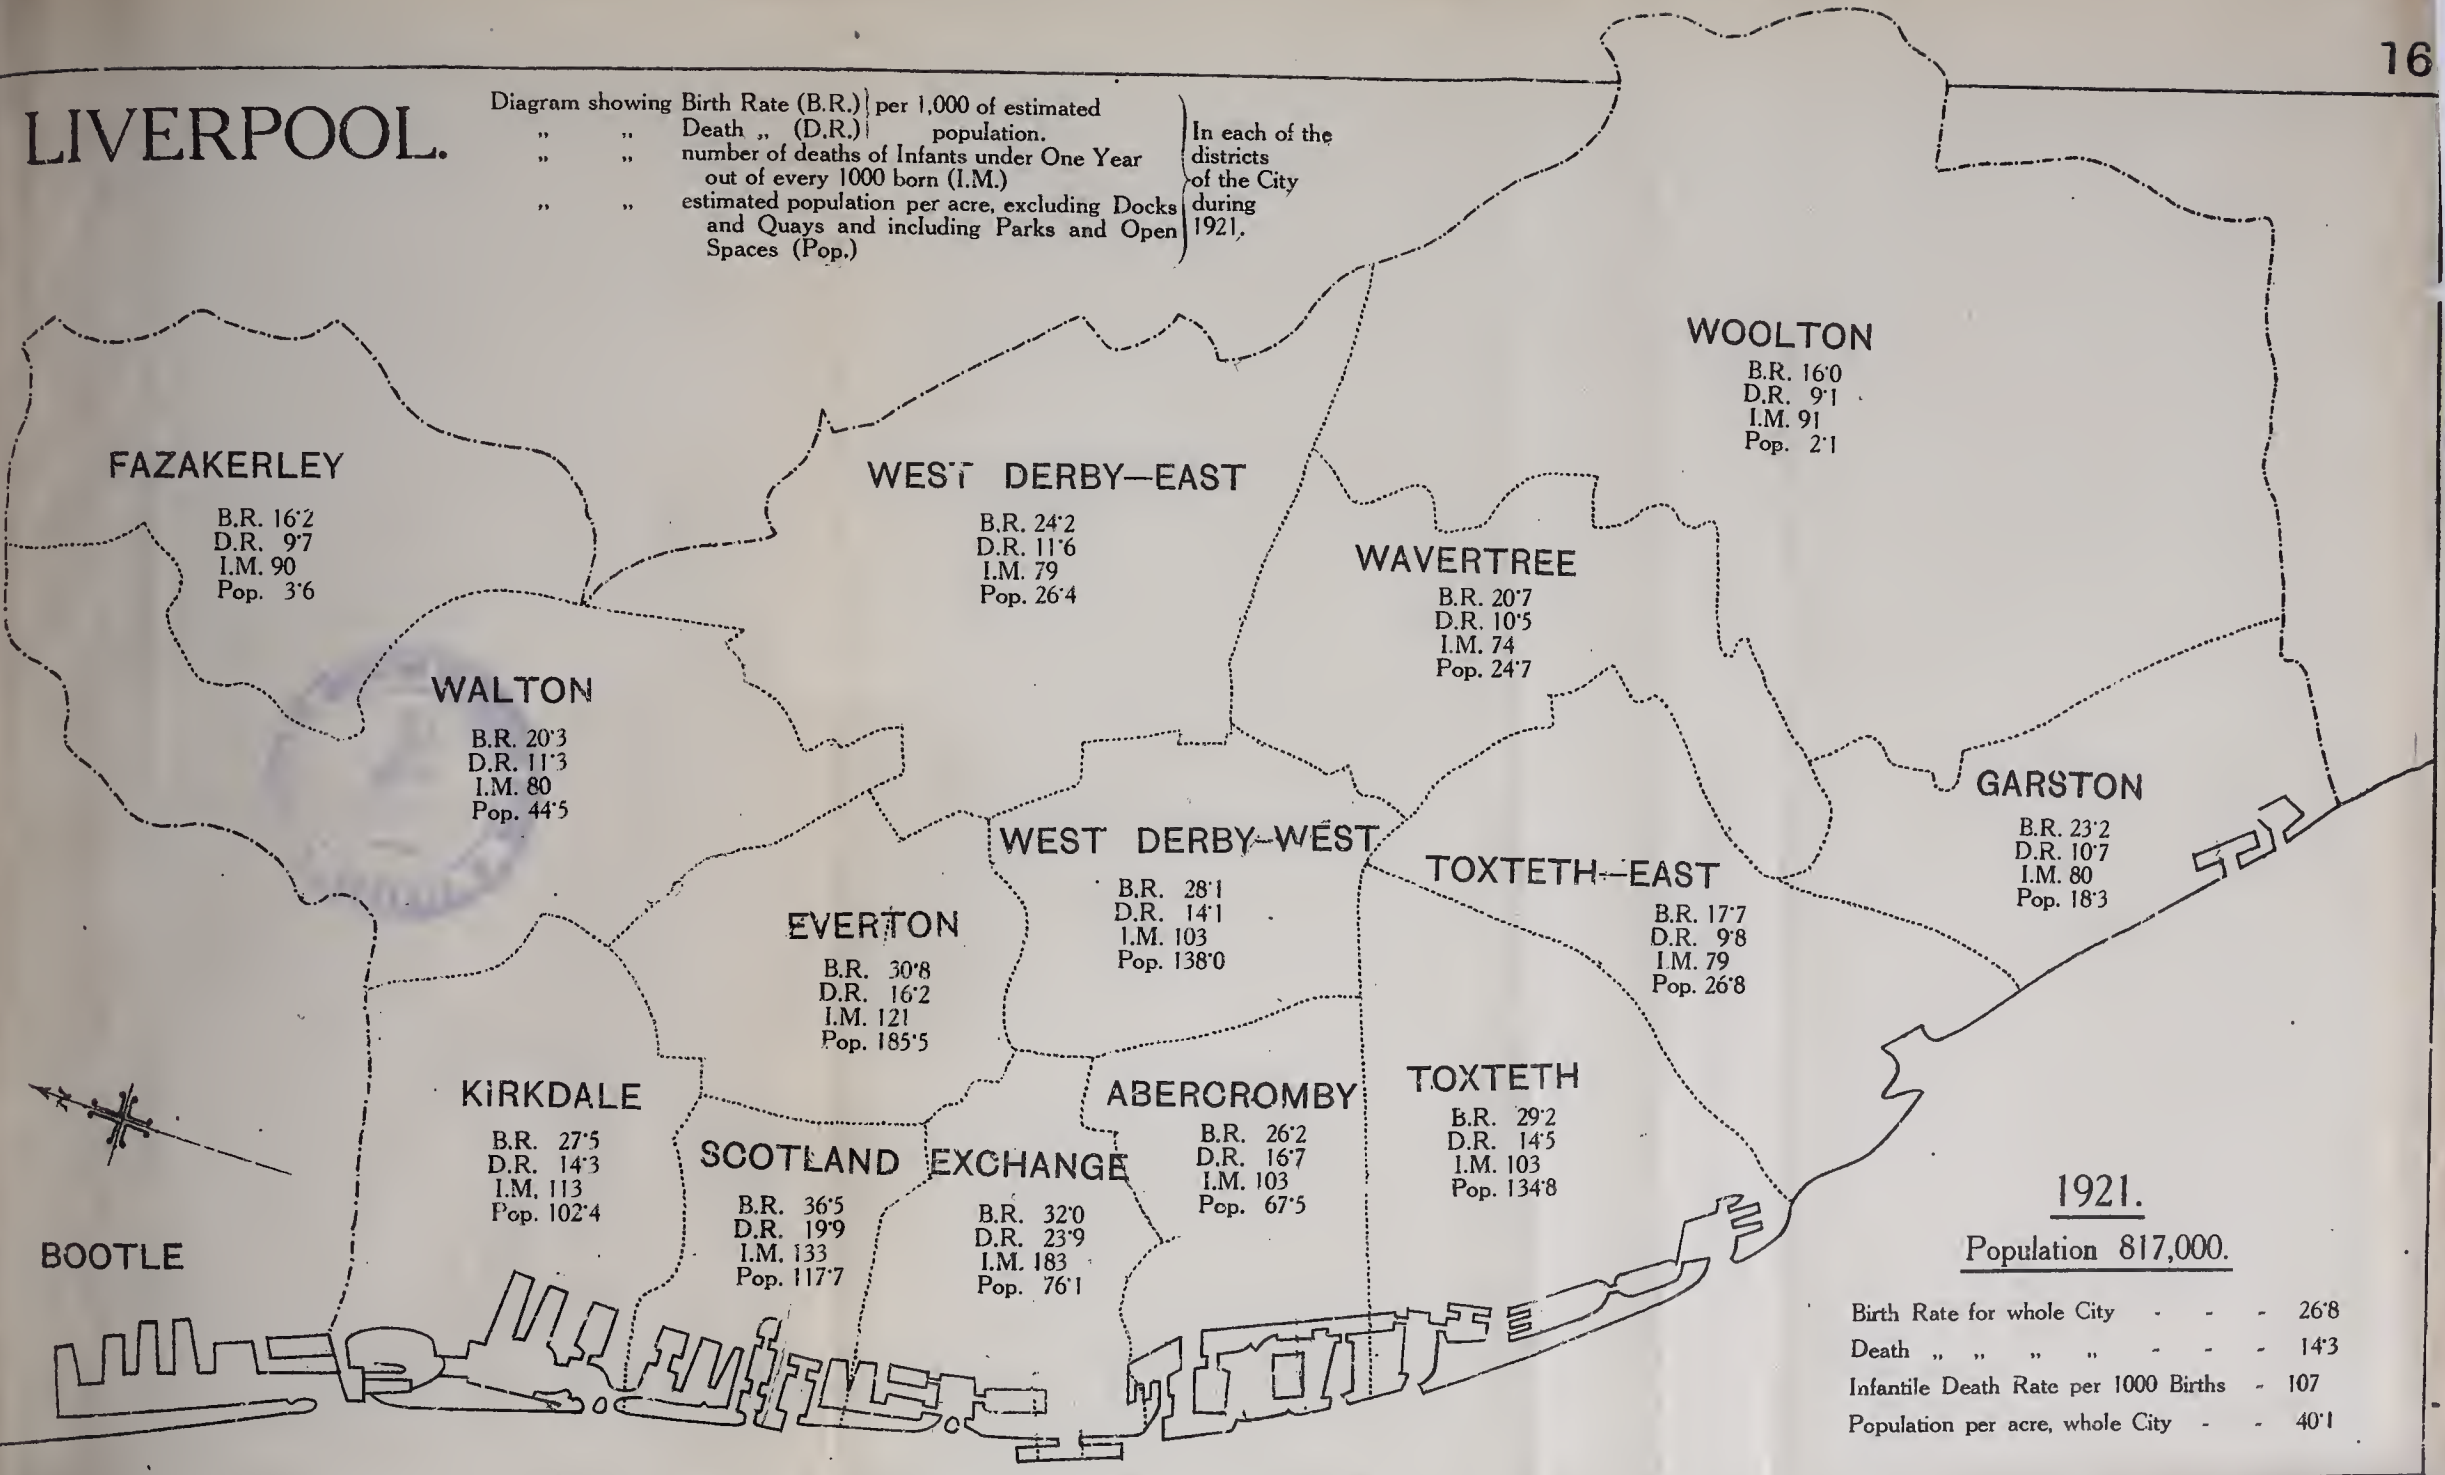 16
LIVERPOOL.
Diagram showing Birth Rate (B.R.) } per 1,000 of estimated
„ „ Death „ (D.R.) } population.
„ „ number of deaths of Infants under One Year
out of every 1000 born (I.M.)
„ „ estimated population per acre, excluding Docks
and Quays and including Parks and Open
Spaces (Pop.)
In each of the
districts
of the City
during
1921.
WOOLTON
B.R. 16·0
D.R. 9·1
I.M. 91
Pop. 2·1
FAZAKERLEY
B.R. 16·2
D.R. 9·7
I.M. 90
Pop. 3·6
WEST DERBY—EAST
B.R. 24·2
D.R. 11·6
I.M. 79
Pop. 26·4
WAVERTREE
B.R. 20·7
D.R. 10·5
I.M. 74
Pop. 24·7
WALTON
B.R. 20·3
D.R. 11·3
I.M. 80
Pop. 44·5
GARSTON
B.R. 23·2
D.R. 10·7
I.M. 80
Pop. 18·3
WEST DERBY—WEST
B.R. 28·1
D.R. 14·1
I.M. 103
Pop. 138·0
TOXTETH—EAST
B.R. 17·7
D.R. 9·8
I.M. 79
Pop. 26·8
EVERTON
B.R. 30·8
D.R. 16·2
I.M. 121
Pop. 185·5
KIRKDALE
B.R. 27·5
D.R. 14·3
I.M. 113
Pop. 102·4
SCOTLAND
B.R. 36·5
D.R. 19·9
I.M. 133
Pop. 117·7
EXCHANGE
B.R. 32·0
D.R. 23·9
I.M. 183
Pop. 76·1
ABERCROMBY
B.R. 26·2
D.R. 16·7
I.M. 103
Pop. 67·5
TOXTETH
B.R. 29·2
D.R. 14·5
I.M. 103
Pop. 134·8
N
BOOTLE
1921.
Population 817,000.
Birth Rate for whole City - - - 26·8
Death „ „ „ „ - - - 14·3
Infantile Death Rate per 1000 Births - 107
Population per acre, whole City - - 40·1